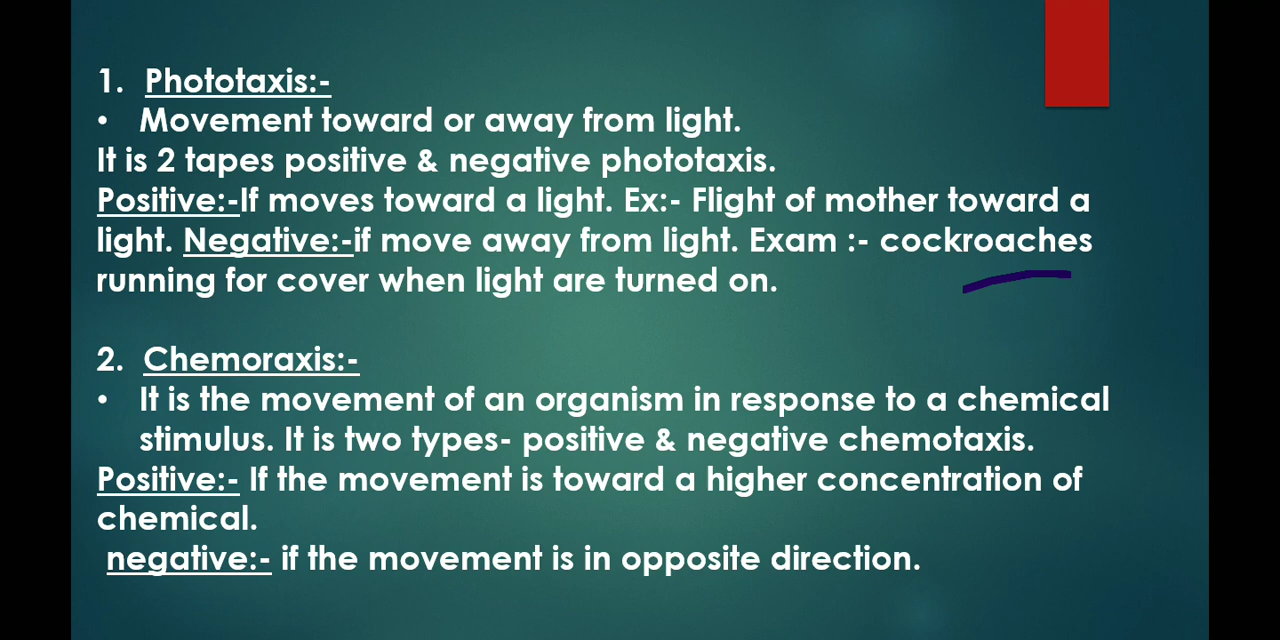 1. Phototaxis:-
• Movement toward or away from light.
It is 2 tapes positive & negative phototaxis.
Positive:-If moves toward a light. Ex:- Flight of mother toward a
light. Negative:-if move away from light. Exam :- cockroaches
running for cover when light are turned on.
2. Chemoraxis:-
• It is the movement of an organism in response to a chemical
stimulus. It is two types- positive & negative chemotaxis.
Positive:- If the movement is toward a higher concentration of
chemical.
negative:- if the movement is in opposite direction.